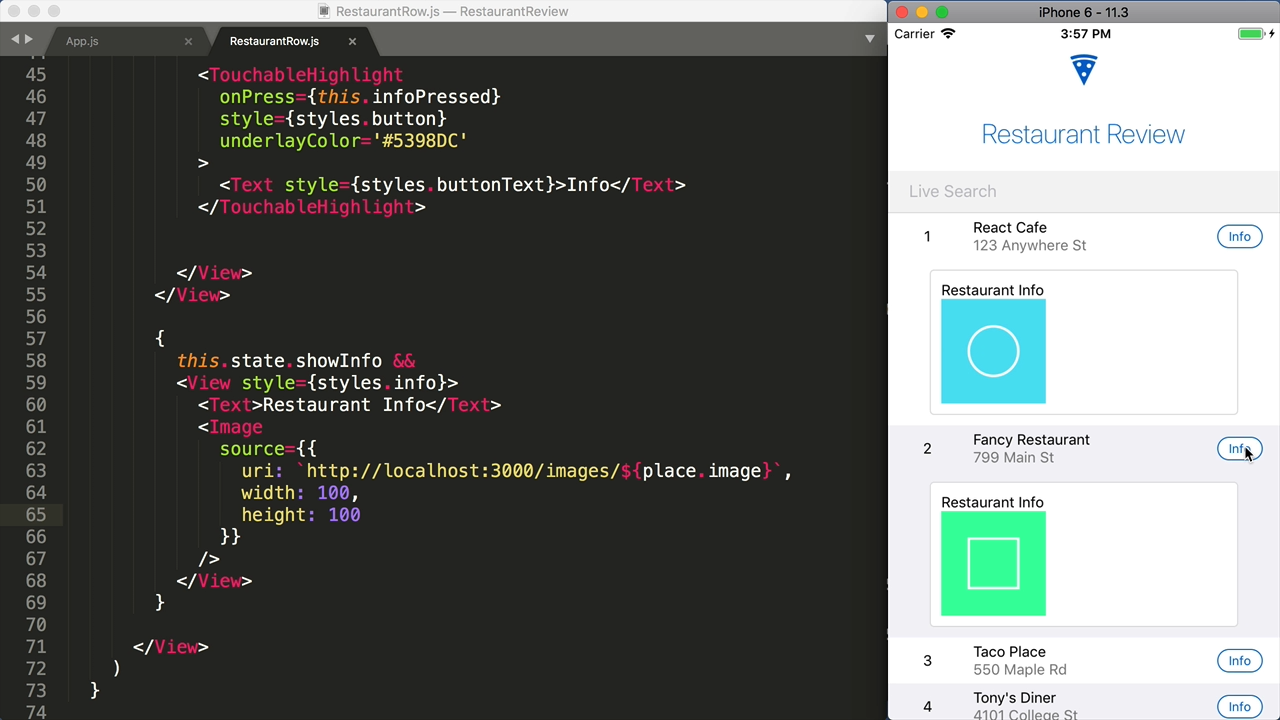 RestaurantRow.js — RestaurantReview
App.js
RestaurantRow.js
45 <TouchableHighlight
46 onPress={this.infoPressed}
47 style={styles.button}
48 underlayColor='#5398DC'
49 >
50 <Text style={styles.buttonText}>Info</Text>
51 </TouchableHighlight>
52
53
54 </View>
55 </View>
56
57 {
58 this.state.showInfo &&
59 <View style={styles.info}>
60 <Text>Restaurant Info</Text>
61 <Image
62 source={{
63 uri: `http://localhost:3000/images/${place.image}`,
64 width: 100,
65 height: 100
66 }}
67 />
68 </View>
69 }
70
71 </View>
72 )
73 }
74
iPhone 6 - 11.3
Carrier 3:57 PM
Restaurant Review
Live Search
1 React Cafe Info
123 Anywhere St
Restaurant Info
2 Fancy Restaurant Info
799 Main St
Restaurant Info
3 Taco Place Info
550 Maple Rd
4 Tony's Diner Info
4101 College St